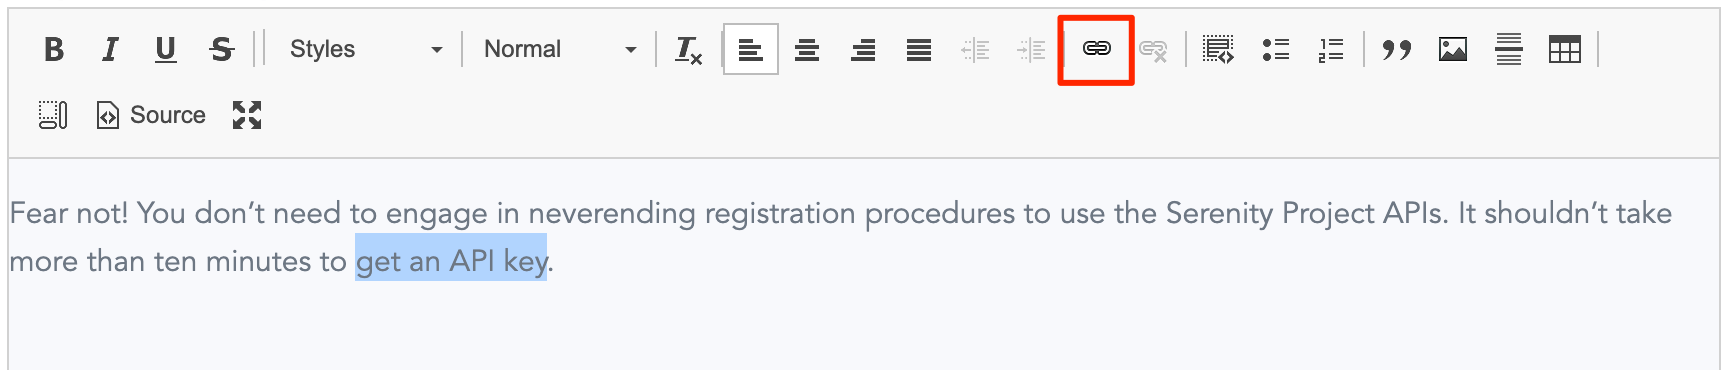 B I U S Styles Normal Tx
Source
Fear not! You don’t need to engage in neverending registration procedures to use the Serenity Project APIs. It shouldn’t take
more than ten minutes to get an API key.